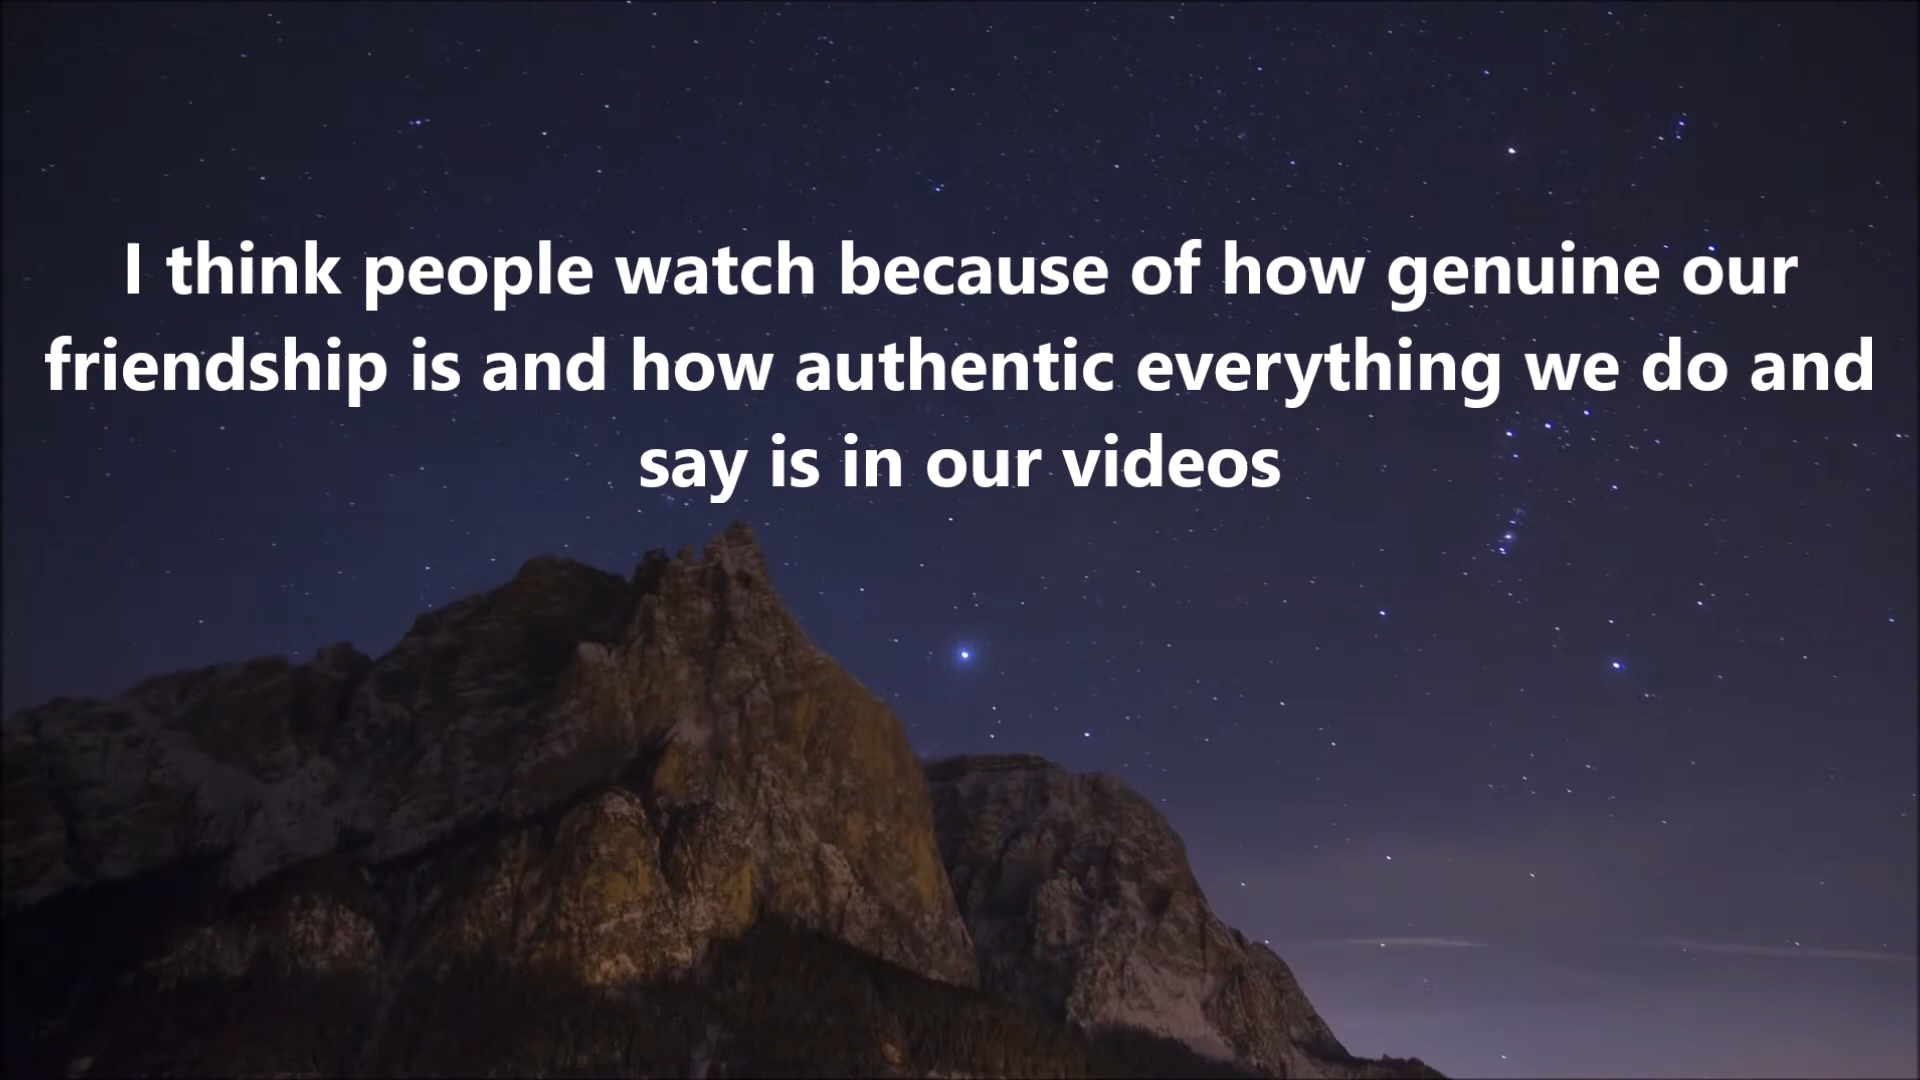 I think people watch because of how genuine our
friendship is and how authentic everything we do and
say is in our videos